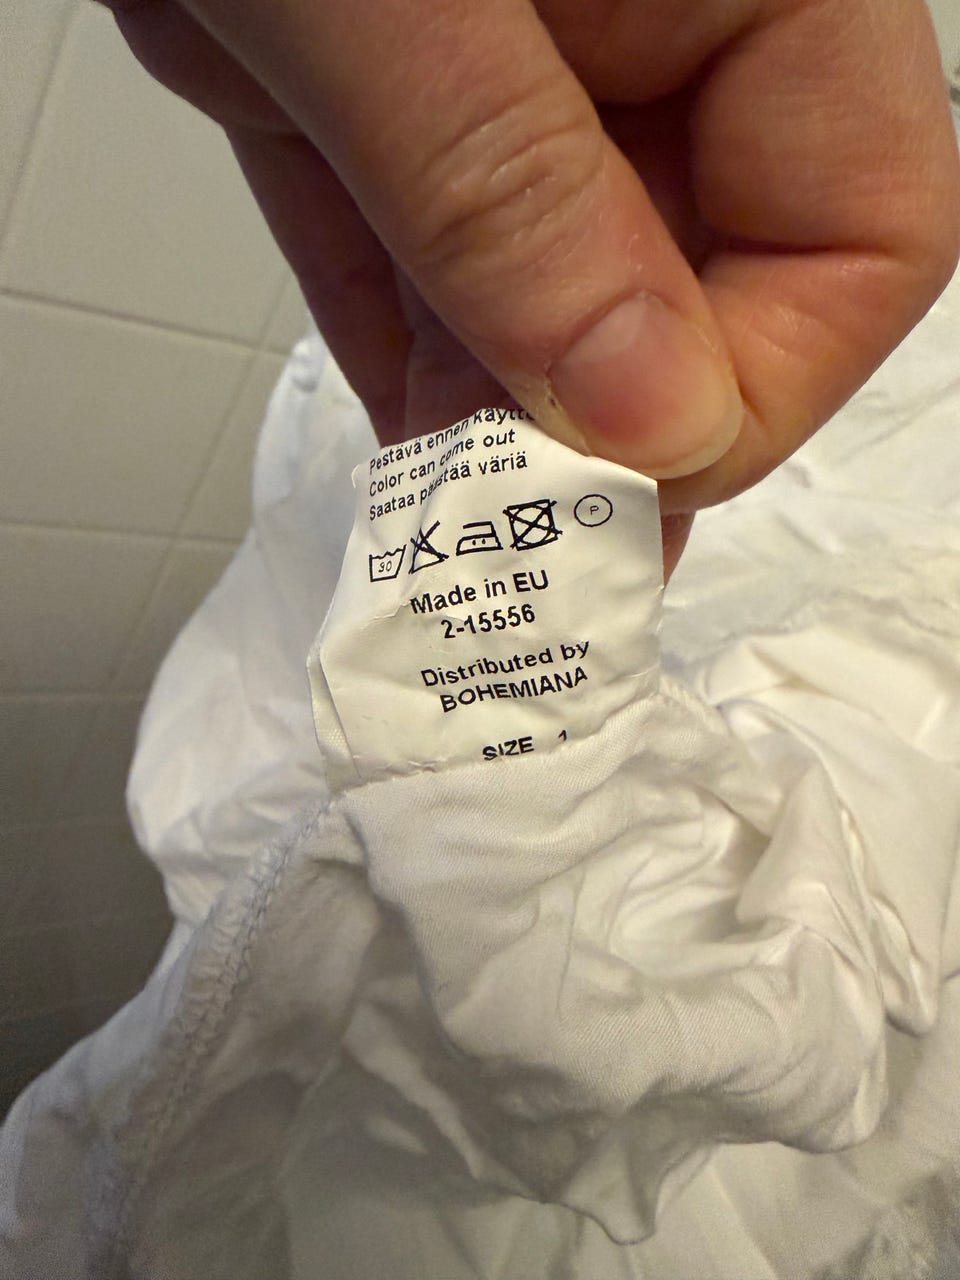 Pestävä ennen
Color can come out
Saataa päästää väriä
30
P
Made in EU
2-15556
Distributed by
BOHEMIANA
SIZE 1